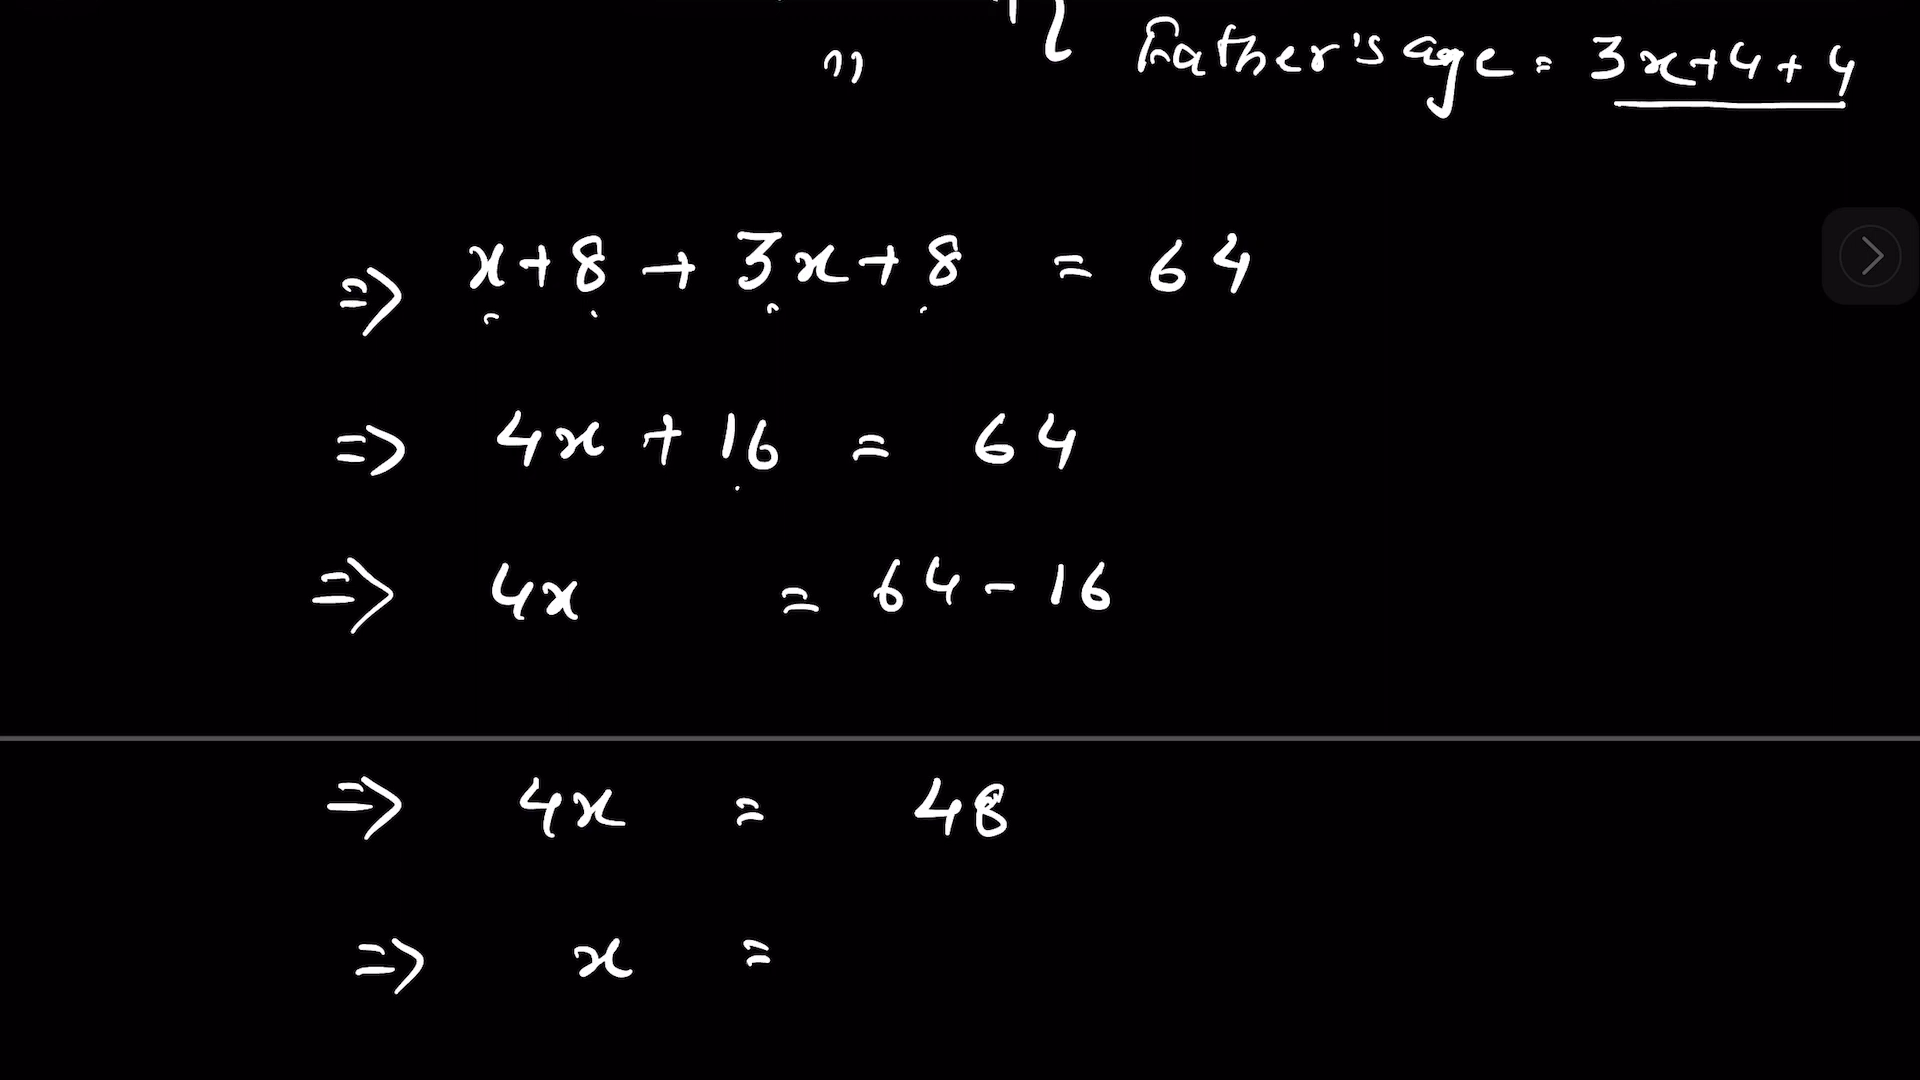 " Father's age = 3x+4+4
=> x+8 + 3x+8 = 64
=> 4x + 16 = 64
=> 4x = 64-16
=> 4x = 48
=> x =